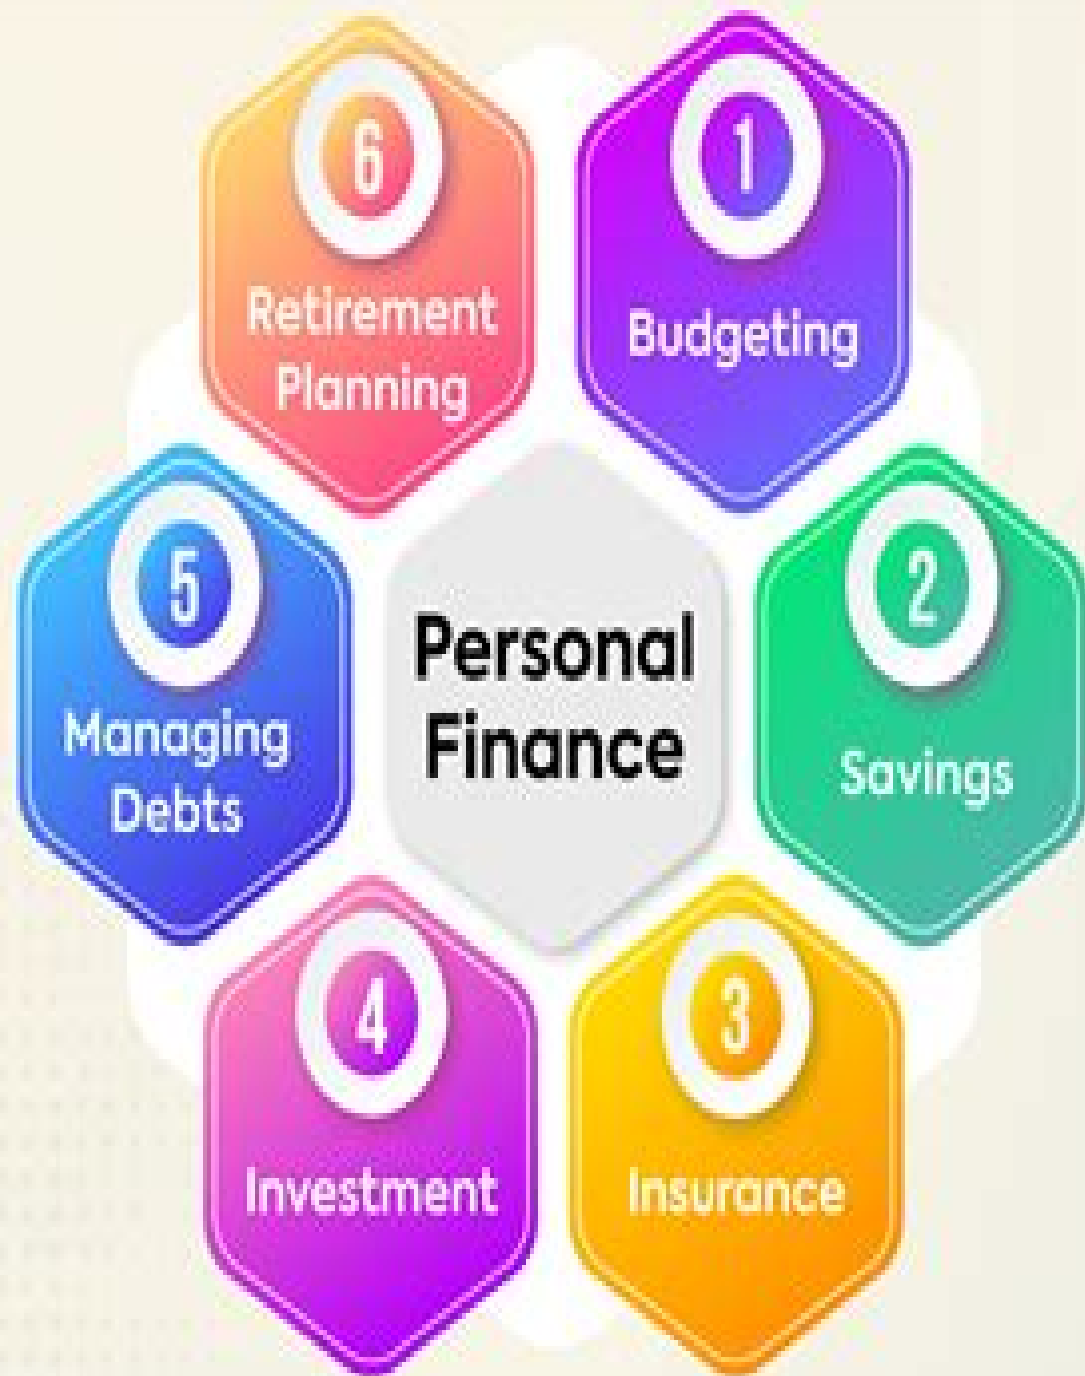 Personal
Finance
1
Budgeting
2
Savings
3
Insurance
4
Investment
5
Managing
Debts
6
Retirement
Planning